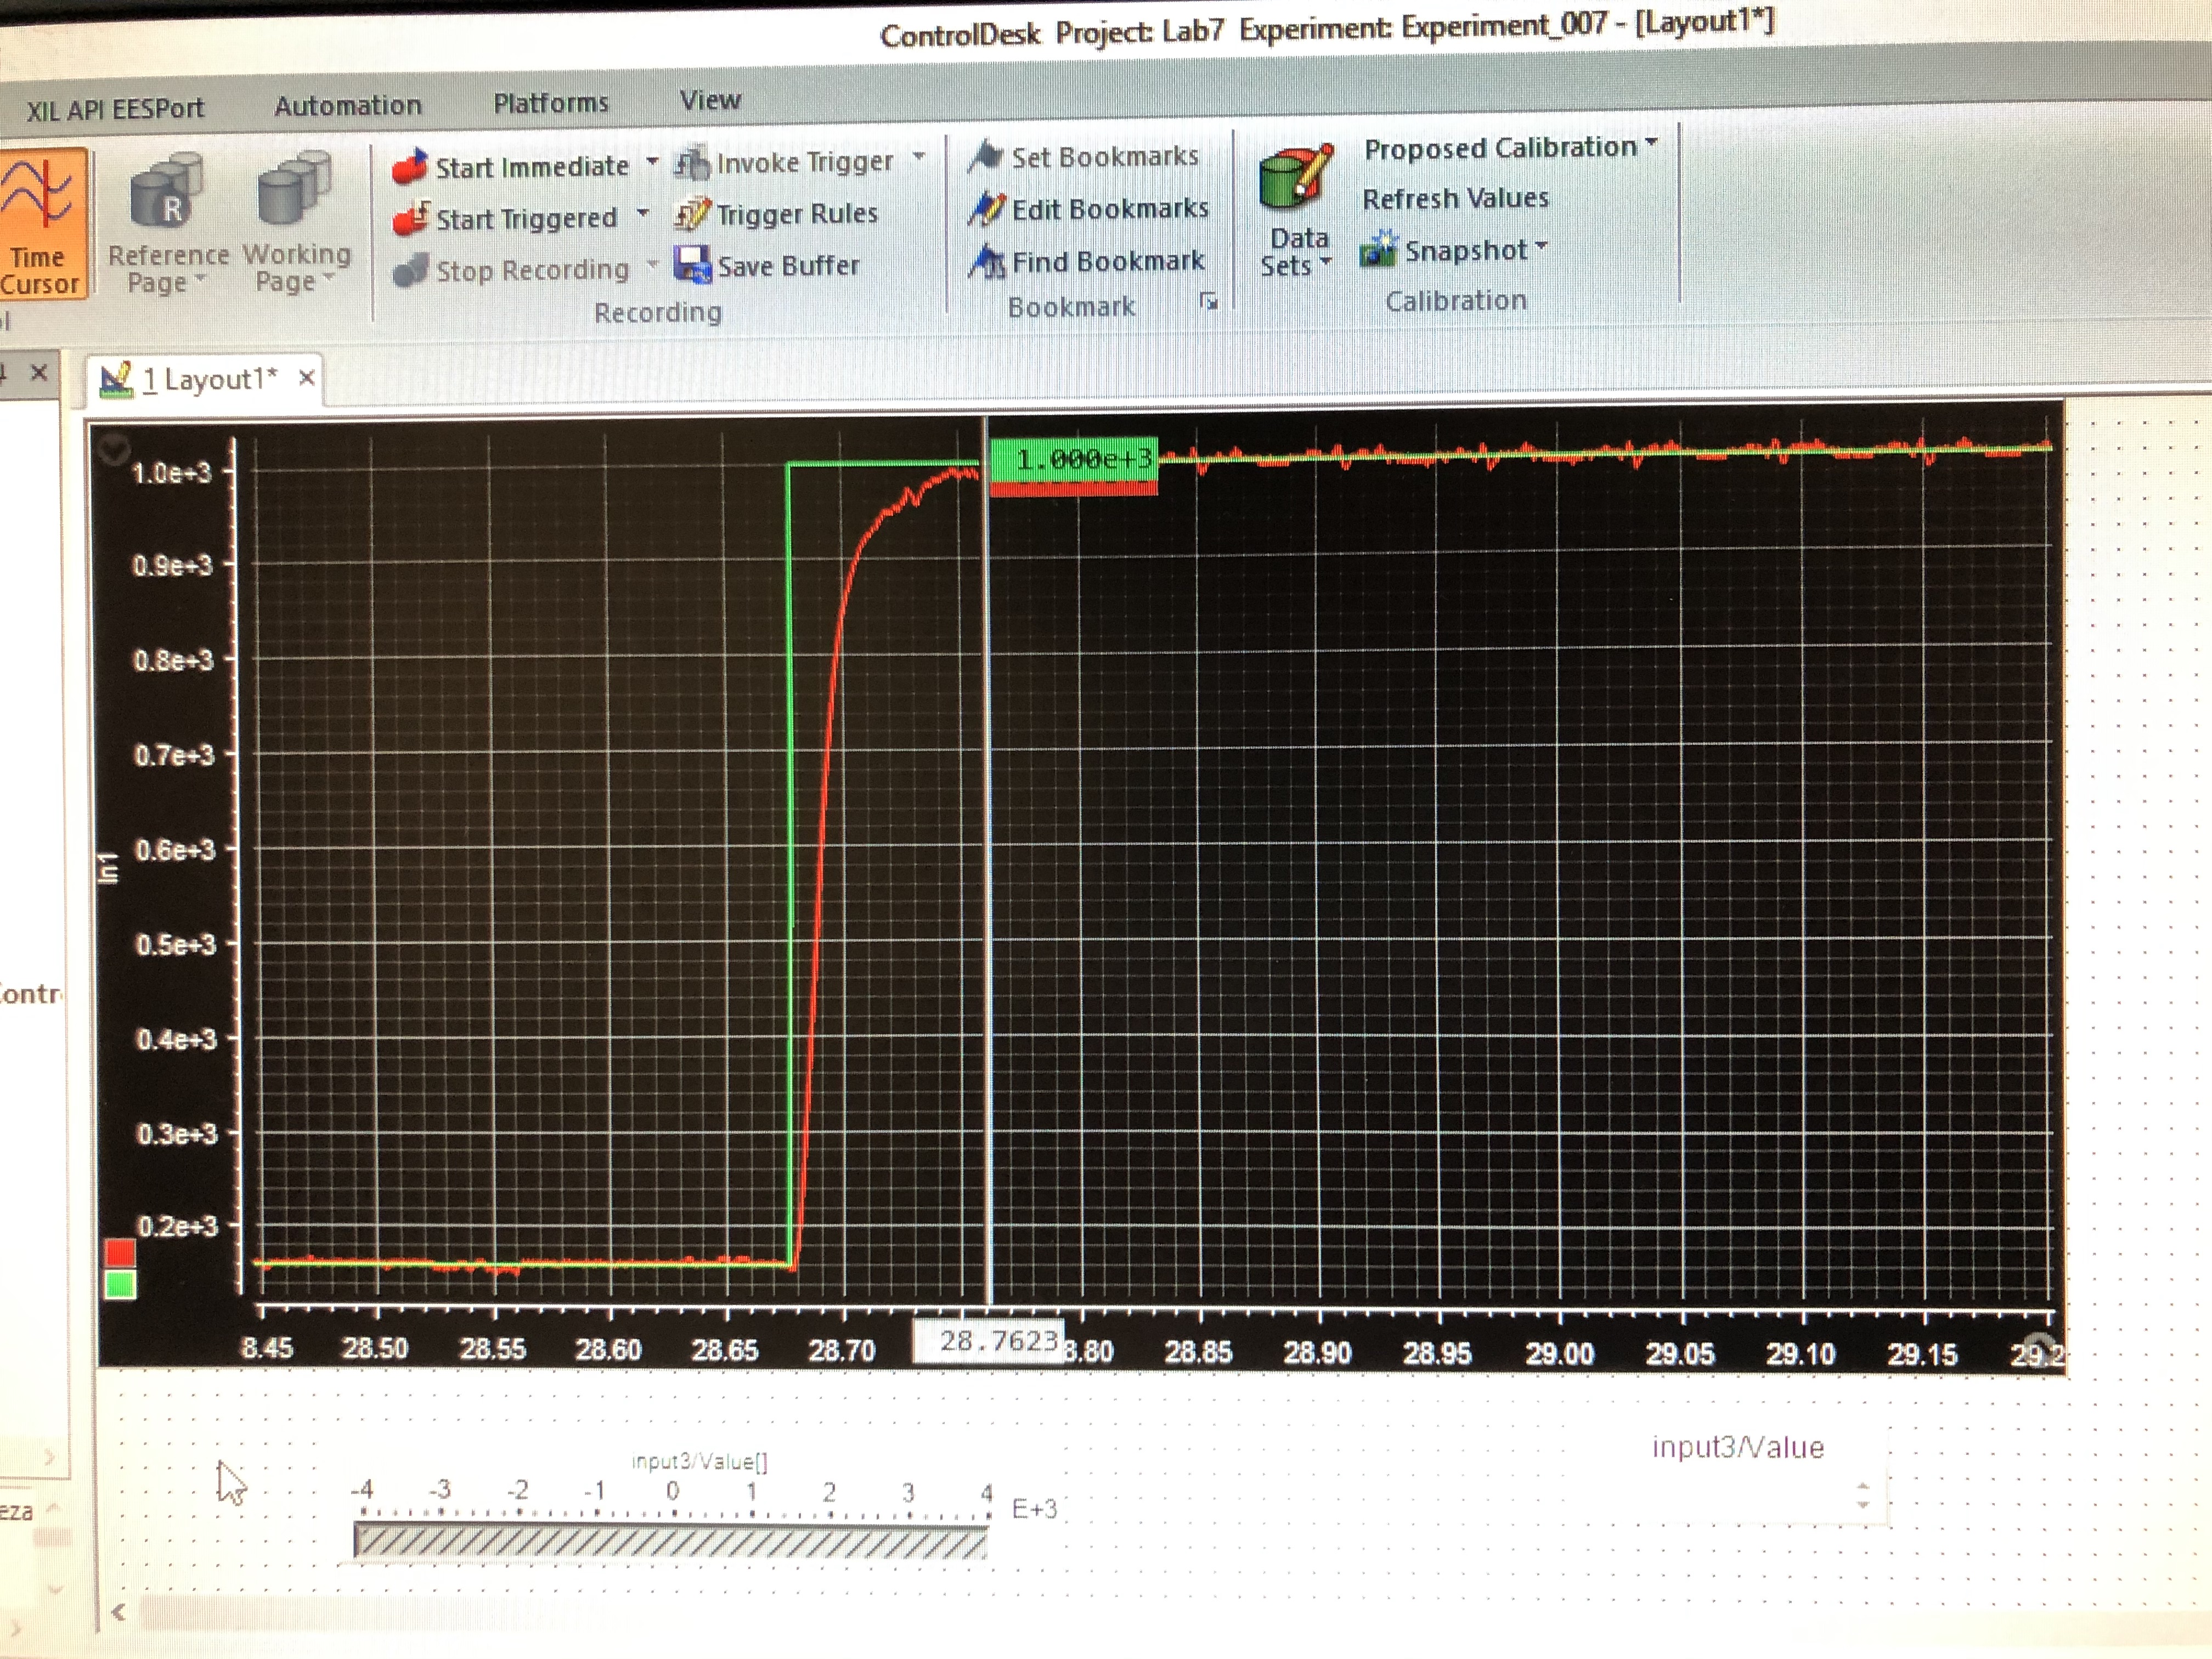 ControlDesk Project: Lab7 Experiment: Experiment_007 - [Layout1*]
XIL API EESPort Automation Platforms View
Time Cursor
Reference Page
Working Page
Start Immediate
Start Triggered
Stop Recording
Invoke Trigger
Trigger Rules
Save Buffer
Recording
Set Bookmarks
Edit Bookmarks
Find Bookmark
Bookmark
Data Sets
Proposed Calibration
Refresh Values
Snapshot
Calibration
1 Layout1*
1.000e+3
1.0e+3
0.9e+3
0.8e+3
0.7e+3
0.6e+3
0.5e+3
0.4e+3
0.3e+3
0.2e+3
In1
8.45 28.50 28.55 28.60 28.65 28.70 28.7623 8.80 28.85 28.90 28.95 29.00 29.05 29.10 29.15 29.2
ontr
eza
input3/Value[]
-4 -3 -2 -1 0 1 2 3 4 E+3
input3/Value